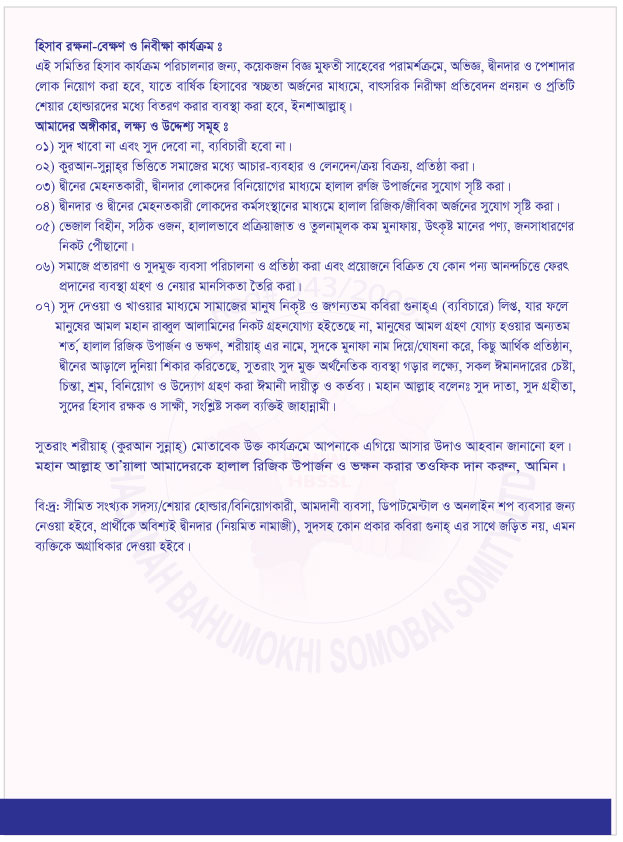 হিসাব রক্ষনা-বেক্ষণ ও নিবীক্ষা কার্যক্রম ঃ
এই সমিতির হিসাব কার্যক্রম পরিচালনার জন্য, কয়েকজন বিজ্ঞ মুফতী সাহেবের পরামর্শক্রমে, অভিজ্ঞ, দ্বীনদার ও পেশাদার
লোক নিয়োগ করা হবে, যাতে বার্ষিক হিসাবের স্বচ্ছতা অর্জনের মাধ্যমে, বাৎসরিক নিরীক্ষা প্রতিবেদন প্রনয়ন ও প্রতিটি
শেয়ার হোল্ডারদের মধ্যে বিতরণ করার ব্যবস্থা করা হবে, ইনশাআল্লাহ্।
আমাদের অঙ্গীকার, লক্ষ্য ও উদ্দেশ্য সমূহ ঃ
০১) সুদ খাবো না এবং সুদ দেবো না, ব্যবিচারী হবো না।
০২) কুরআন-সুন্নাহ্‌র ভিত্তিতে সমাজের মধ্যে আচার-ব্যবহার ও লেনদেন/ক্রয় বিক্রয়, প্রতিষ্ঠা করা।
০৩) দ্বীনের মেহনতকারী, দ্বীনদার লোকদের বিনিয়োগের মাধ্যমে হালাল রুজি উপার্জনের সুযোগ সৃষ্টি করা।
০৪) দ্বীনদার ও দ্বীনের মেহনতকারী লোকদের কর্মসংস্থানের মাধ্যমে হালাল রিজিক/জীবিকা অর্জনের সুযোগ সৃষ্টি করা।
০৫) ভেজাল বিহীন, সঠিক ওজন, হালালভাবে প্রক্রিয়াজাত ও তুলনামূলক কম মুনাফায়, উৎকৃষ্ট মানের পণ্য, জনসাধারণের
নিকট পৌঁছানো।
০৬) সমাজে প্রতারণা ও সুদমুক্ত ব্যবসা পরিচালনা ও প্রতিষ্ঠা করা এবং প্রয়োজনে বিক্রিত যে কোন পন্য আনন্দচিত্তে ফেরৎ
প্রদানের ব্যবস্থা গ্রহণ ও নেয়ার মানসিকতা তৈরি করা।
০৭) সুদ দেওয়া ও খাওয়ার মাধ্যমে সামাজের মানুষ নিকৃষ্ট ও জগন্যতম কবিরা গুনাহ্‌এ (ব্যবিচারে) লিপ্ত, যার ফলে
মানুষের আমল মহান রাব্বুল আলামিনের নিকট গ্রহনযোগ্য হইতেছে না, মানুষের আমল গ্রহণ যোগ্য হওয়ার অন্যতম
শর্ত, হালাল রিজিক উপার্জন ও ভক্ষণ, শরীয়াহ্ এর নামে, সুদকে মুনাফা নাম দিয়ে/ঘোষনা করে, কিছু আর্থিক প্রতিষ্ঠান,
দ্বীনের আড়ালে দুনিয়া শিকার করিতেছে, সুতরাং সুদ মুক্ত অর্থনৈতিক ব্যবস্থা গড়ার লক্ষ্যে, সকল ঈমানদারের চেষ্টা,
চিন্তা, শ্রম, বিনিয়োগ ও উদ্যোগ গ্রহণ করা ঈমানী দায়ীত্ব ও কর্তব্য। মহান আল্লাহ বলেনঃ সুদ দাতা, সুদ গ্রহীতা,
সুদের হিসাব রক্ষক ও সাক্ষী, সংশ্লিষ্ট সকল ব্যক্তিই জাহান্নামী।
সুতরাং শরীয়াহ্ (কুরআন সুন্নাহ্) মোতাবেক উক্ত কার্যক্রমে আপনাকে এগিয়ে আসার উদাও আহবান জানানো হল।
মহান আল্লাহ তা'য়ালা আমাদেরকে হালাল রিজিক উপার্জন ও ভক্ষন করার তওফিক দান করুন, আমিন।
বি:দ্র: সীমিত সংখ্যক সদস্য/শেয়ার হোল্ডার/বিনিয়োগকারী, আমদানী ব্যবসা, ডিপাটমেন্টাল ও অনলাইন শপ ব্যবসার জন্য
নেওয়া হইবে, প্রার্থীকে অবিশ্যই দ্বীনদার (নিয়মিত নামাজী), সুদসহ কোন প্রকার কবিরা গুনাহ্ এর সাথে জড়িত নয়, এমন
ব্যক্তিকে অগ্রাধিকার দেওয়া হইবে।
HBSSL
BAHUMOKHI SOMOBAI SOMITI LTD